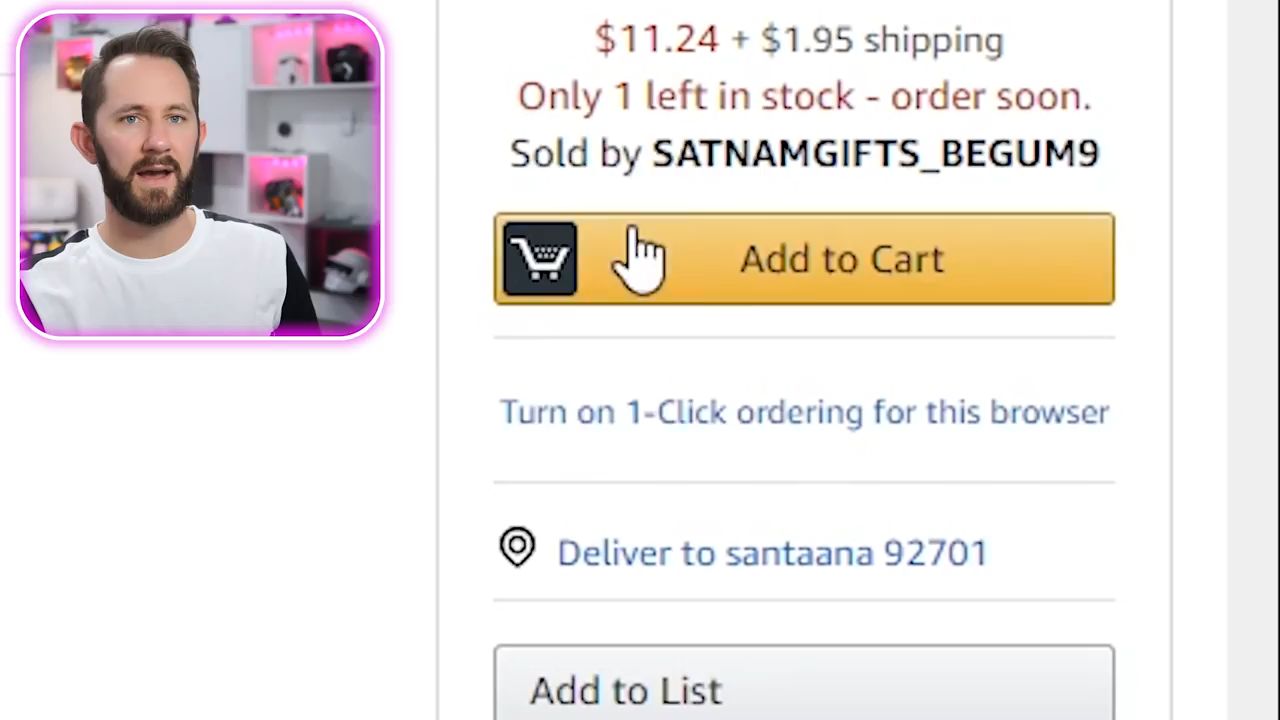 $11.24 + $1.95 shipping
Only 1 left in stock - order soon.
Sold by SATNAMGIFTS_BEGUM9
Add to Cart
Turn on 1-Click ordering for this browser
Deliver to santaana 92701
Add to List